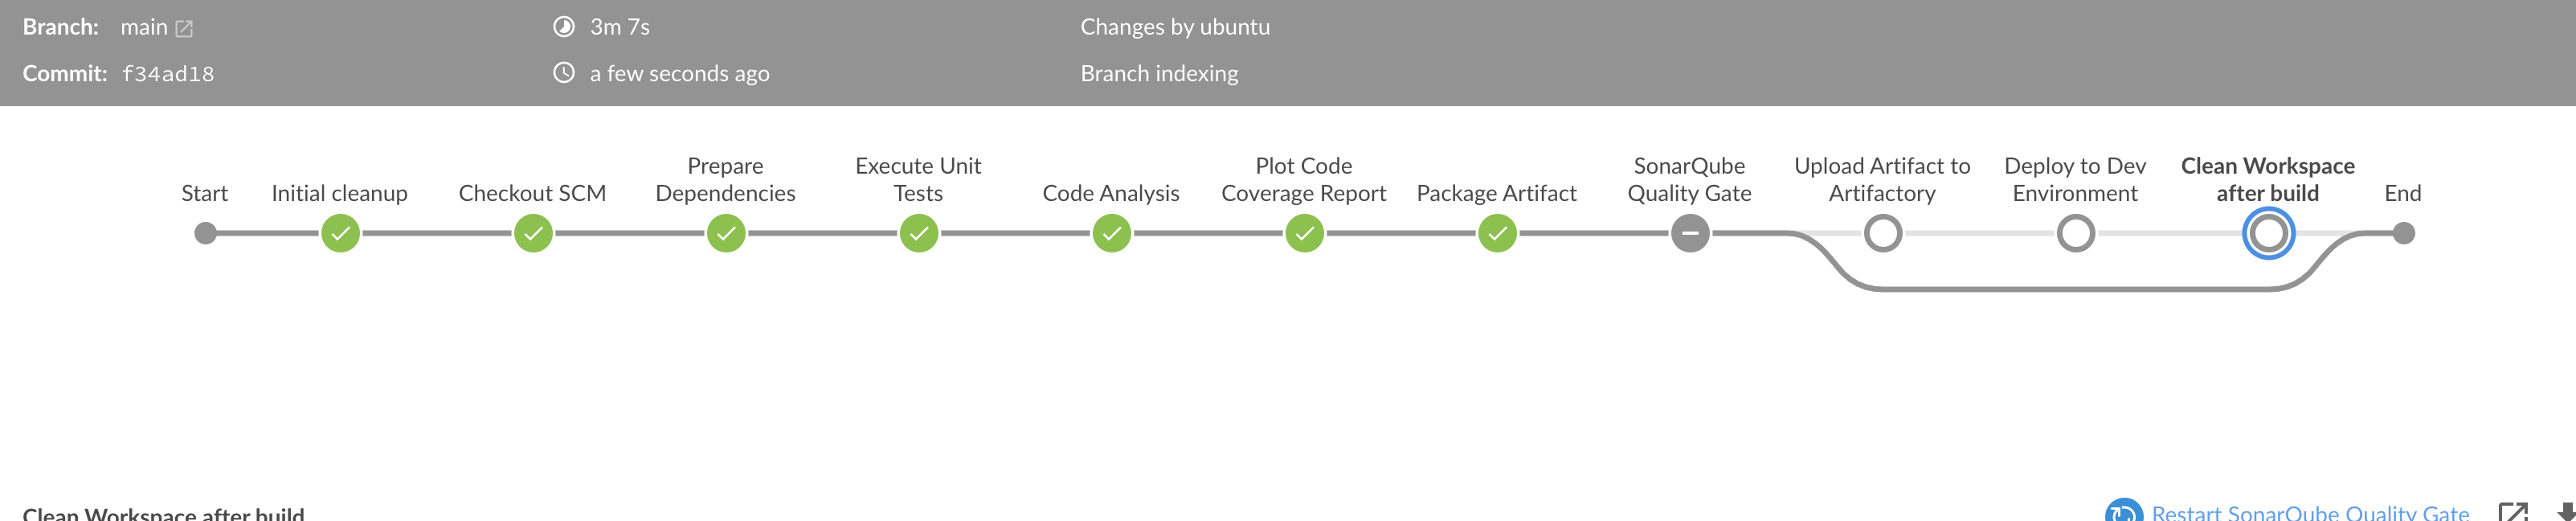 Branch: main
3m 7s
Changes by ubuntu
Commit: f34ad18
a few seconds ago
Branch indexing
Start
Initial cleanup
Checkout SCM
Prepare
Dependencies
Execute Unit
Tests
Code Analysis
Plot Code
Coverage Report
Package Artifact
SonarQube
Quality Gate
Upload Artifact to
Artifactory
Deploy to Dev
Environment
Clean Workspace
after build
End
Clean Workspace after build
Restart SonarQube Quality Gate